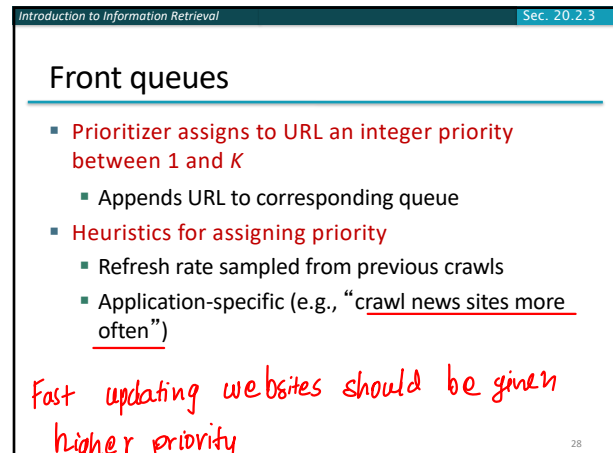 Introduction to Information Retrieval
Sec. 20.2.3
Front queues
▪ Prioritizer assigns to URL an integer priority
between 1 and K
▪ Appends URL to corresponding queue
▪ Heuristics for assigning priority
▪ Refresh rate sampled from previous crawls
▪ Application-specific (e.g., “crawl news sites more
often”)
Fast updating websites should be given
higher priority
28